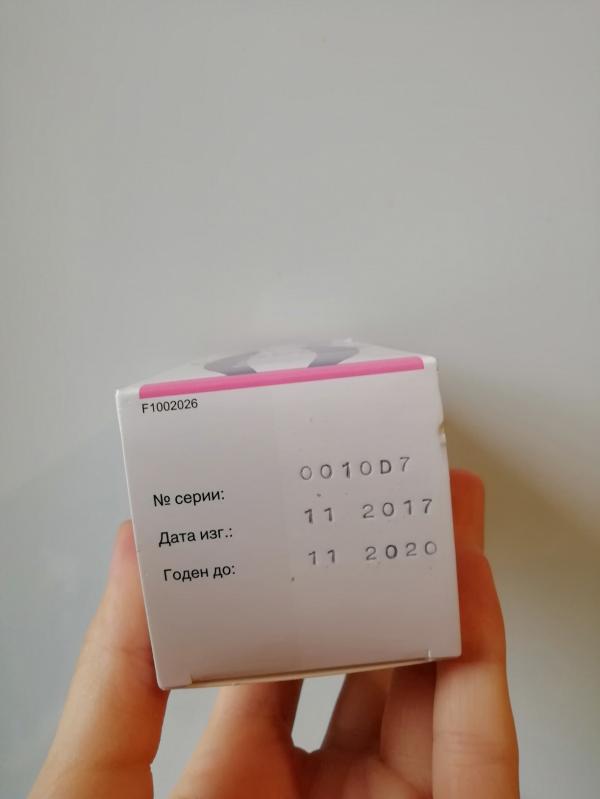 F1002026
№ серии: 0010D7
Дата изг.: 11 2017
Годен до: 11 2020